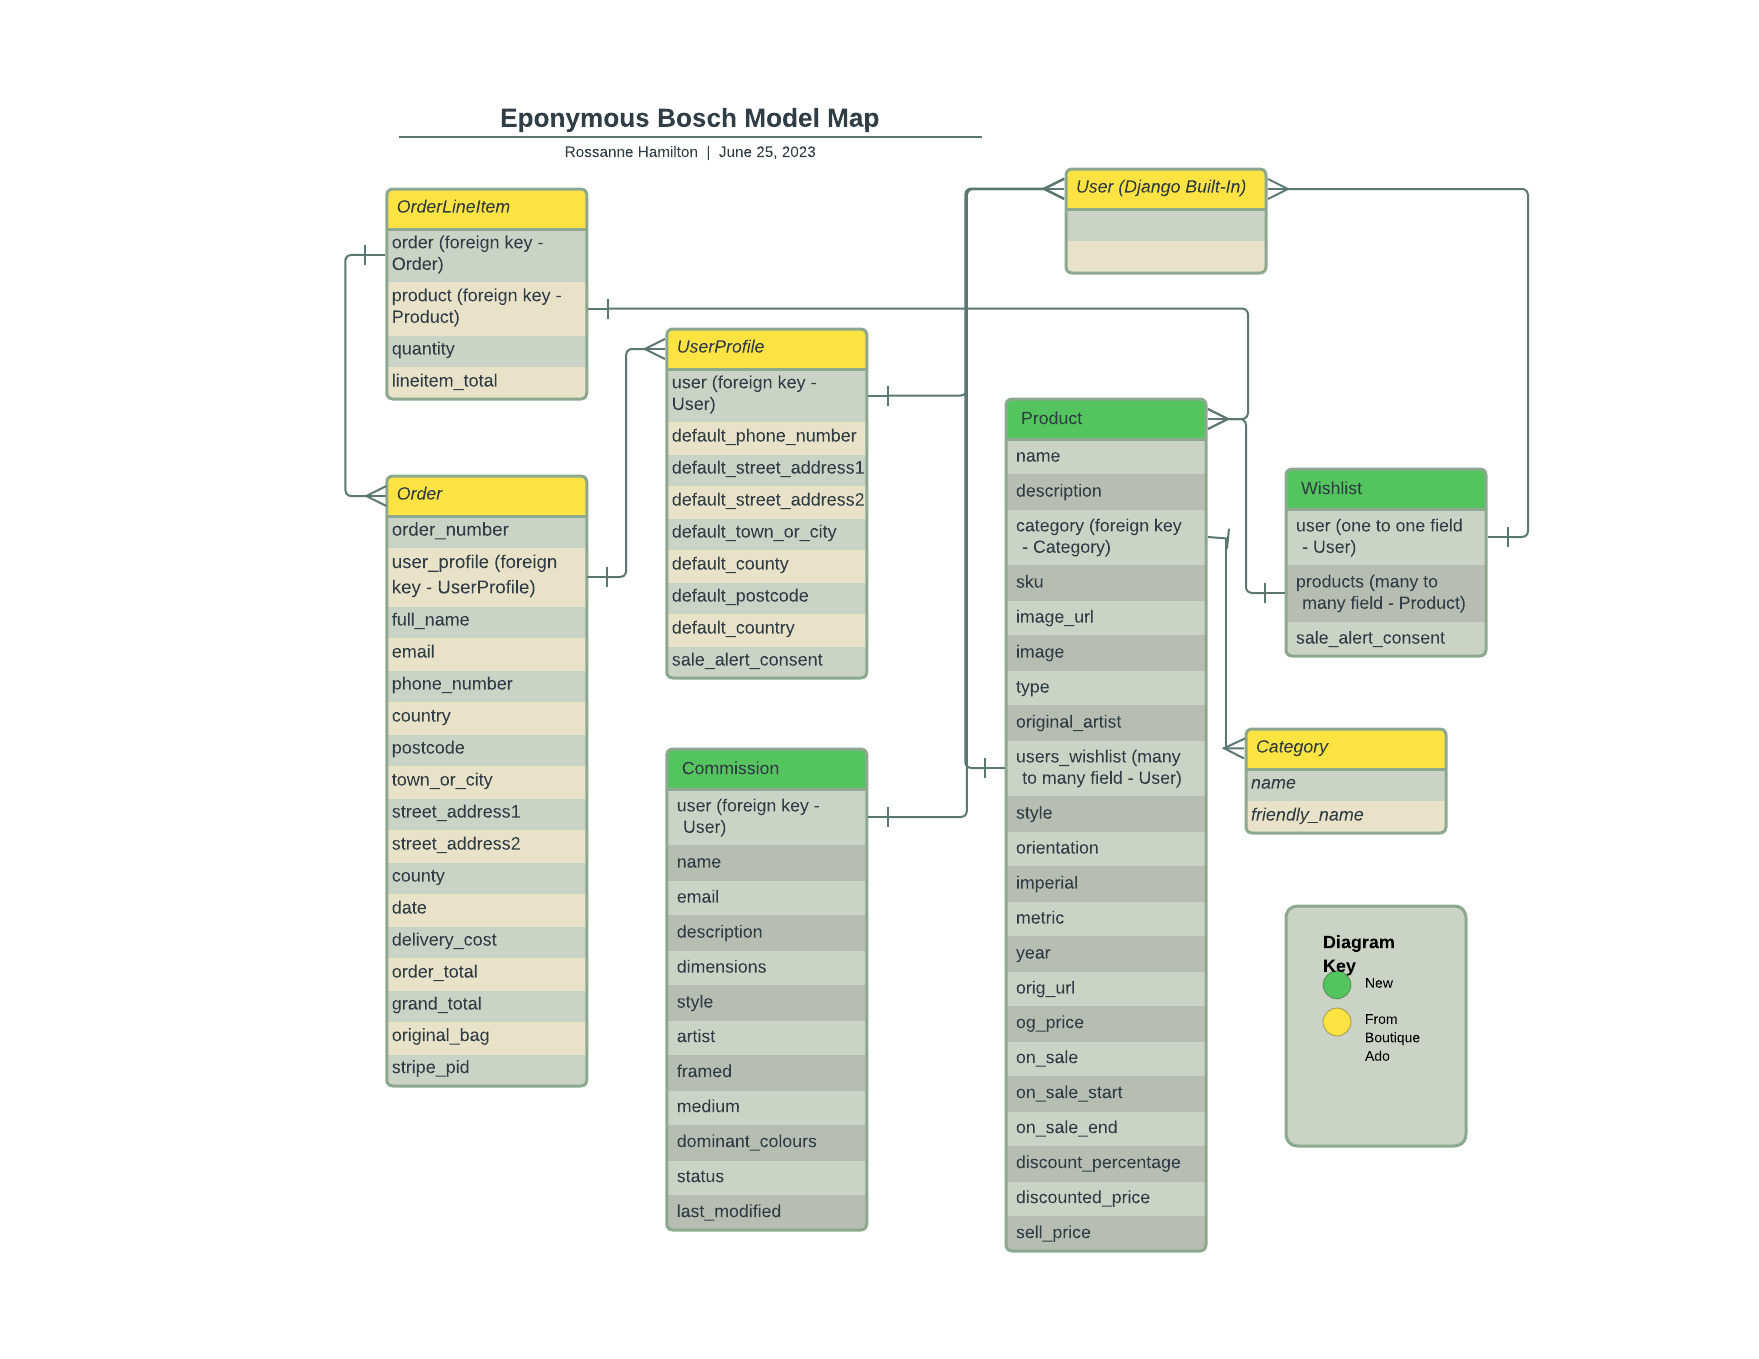 Eponymous Bosch Model Map
Rossanne Hamilton | June 25, 2023
OrderLineItem
order (foreign key -
Order)
product (foreign key -
Product)
quantity
lineitem_total
Order
order_number
user_profile (foreign
key - UserProfile)
full_name
email
phone_number
country
postcode
town_or_city
street_address1
street_address2
county
date
delivery_cost
order_total
grand_total
original_bag
stripe_pid
UserProfile
user (foreign key -
User)
default_phone_number
default_street_address1
default_street_address2
default_town_or_city
default_county
default_postcode
default_country
sale_alert_consent
Commission
user (foreign key -
User)
name
email
description
dimensions
style
artist
framed
medium
dominant_colours
status
last_modified
User (Django Built-In)
Product
name
description
category (foreign key
- Category)
sku
image_url
image
type
original_artist
users_wishlist (many
to many field - User)
style
orientation
imperial
metric
year
orig_url
og_price
on_sale
on_sale_start
on_sale_end
discount_percentage
discounted_price
sell_price
Wishlist
user (one to one field
- User)
products (many to
many field - Product)
sale_alert_consent
Category
name
friendly_name
Diagram
Key
New
From
Boutique
Ado